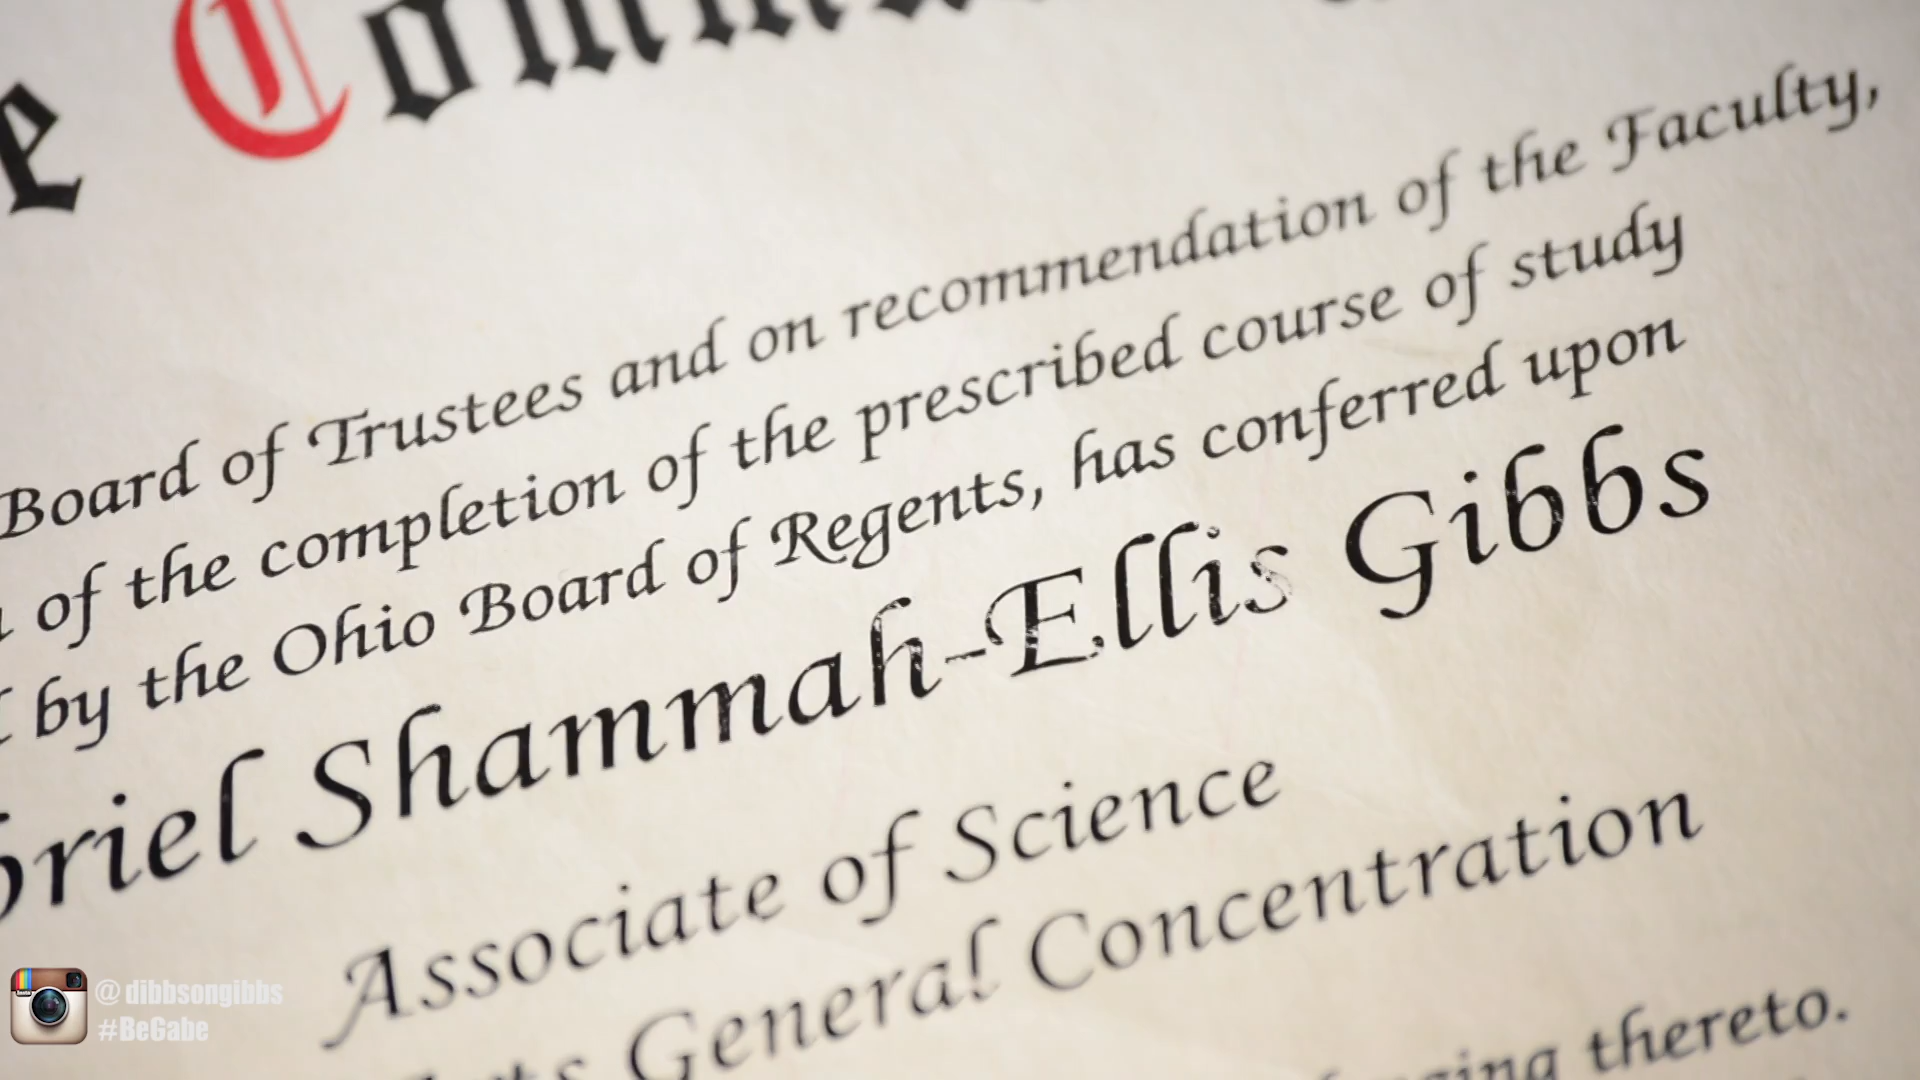 Board of Trustees and on recommendation of the Faculty,
of the completion of the prescribed course of study
by the Ohio Board of Regents, has conferred upon
briel Shammah-Ellis Gibbs
Associate of Science
General Concentration
thereto.
@dibbsongibbs
#BeGabe